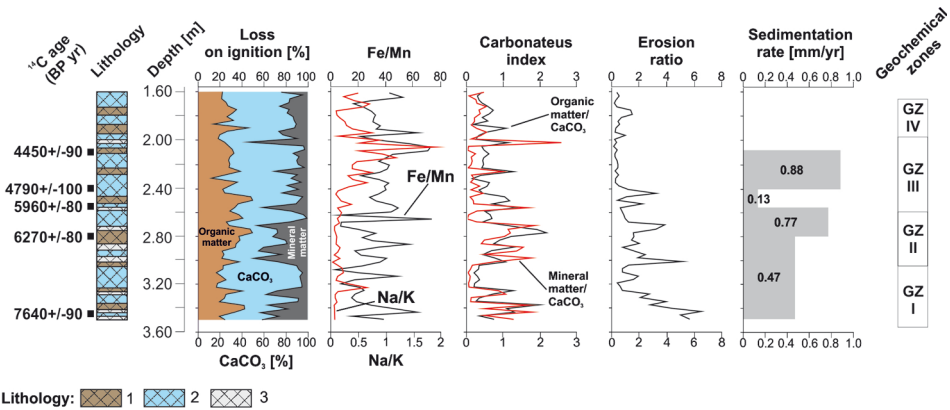 ¹⁴C age
(BP yr)
Lithology
Depth [m]
Loss
on ignition [%]
Fe/Mn
Carbonateus
index
Erosion
ratio
Sedimentation
rate [mm/yr]
Geochemical
zones
0 20 40 60 80 100
0 20 40 60 80
0 1 2 3
0 2 4 6 8
0 0.2 0.4 0.6 0.8 1.0
1.60
2.00
2.40
2.80
3.20
3.60
4450+/-90
4790+/-100
5960+/-80
6270+/-80
7640+/-90
Organic
matter
CaCO₃
Mineral
matter
Fe/Mn
Na/K
Organic
matter/
CaCO₃
Mineral
matter/
CaCO₃
0.88
0.13
0.77
0.47
GZ
IV
GZ
III
GZ
II
GZ
I
0 20 40 60 80 100
0 0.5 1 1.5 2
0 1 2 3
0 2 4 6 8
0 0.2 0.4 0.6 0.8 1.0
CaCO₃ [%]
Na/K
Lithology: 1 2 3